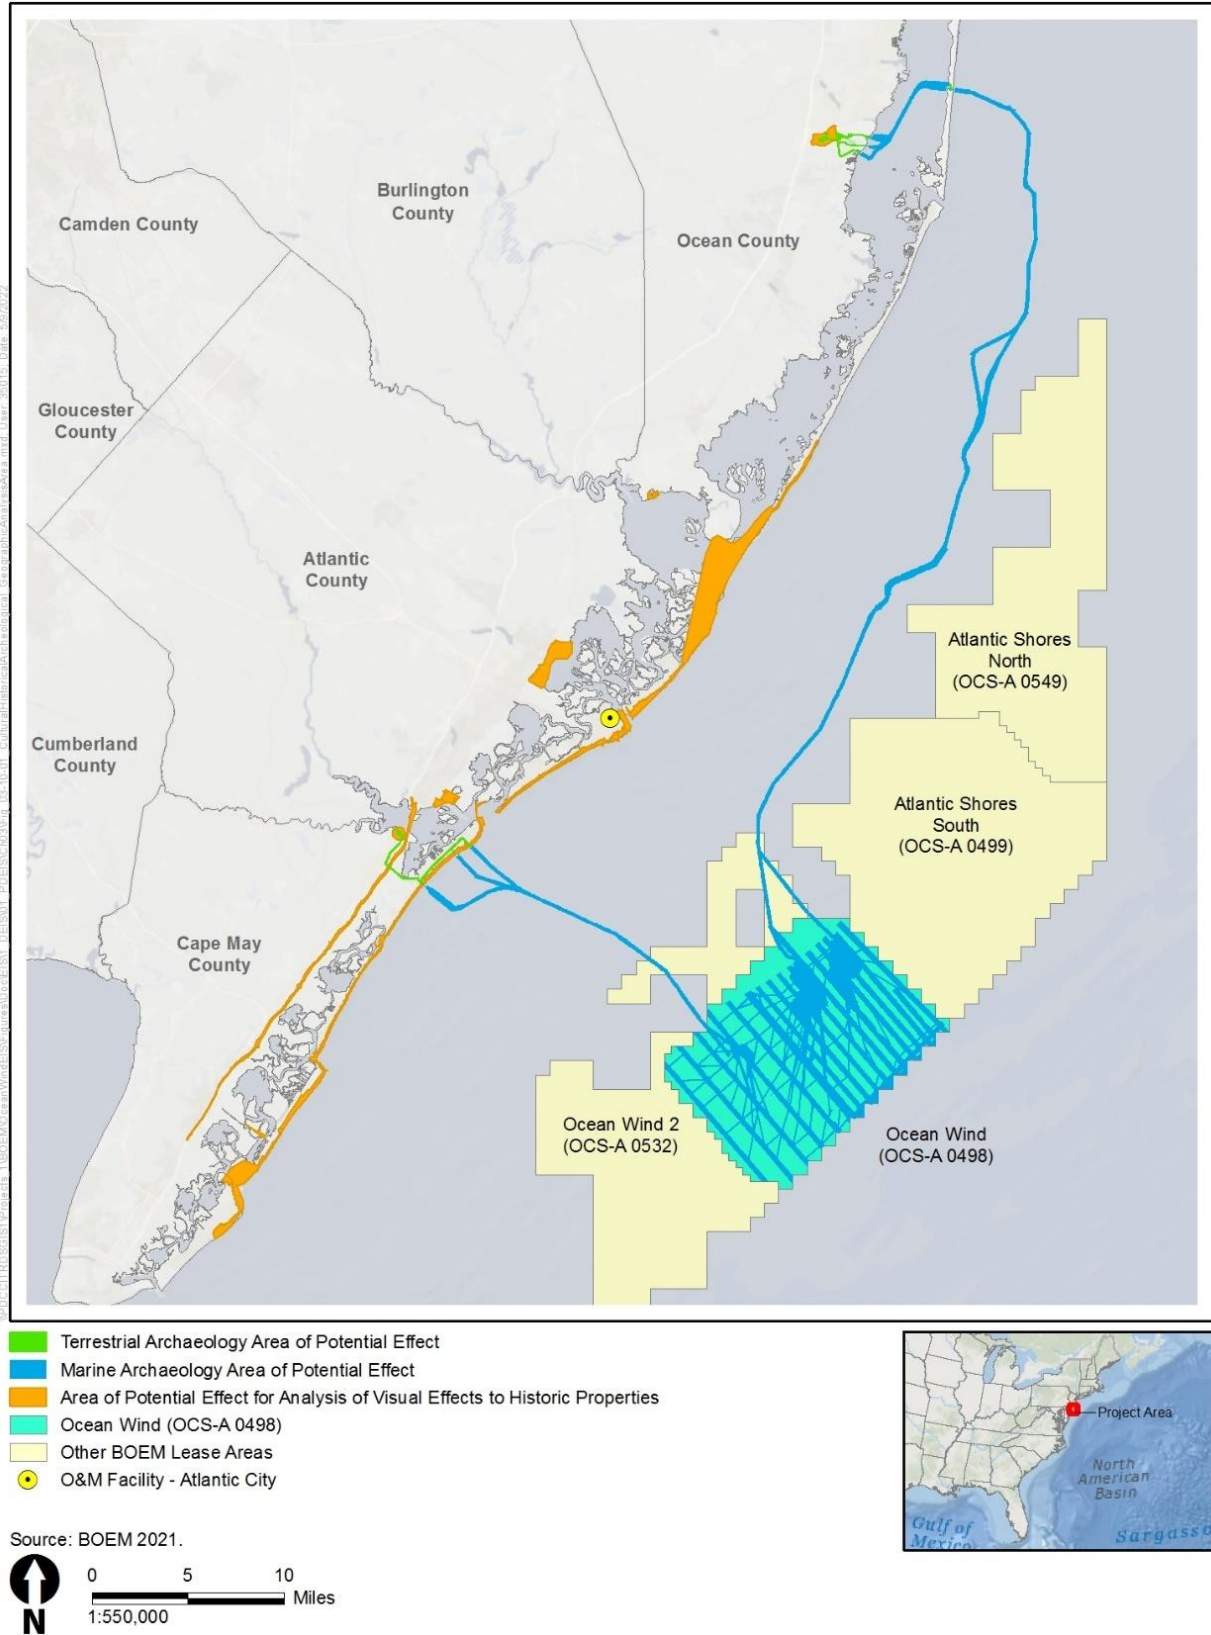 Burlington
County
Camden County
Ocean County
Gloucester
County
Atlantic
County
Atlantic Shores
North
(OCS-A 0549)
Cumberland
County
Atlantic Shores
South
(OCS-A 0499)
Cape May
County
Ocean Wind 2
(OCS-A 0532)
Ocean Wind
(OCS-A 0498)
Terrestrial Archaeology Area of Potential Effect
Marine Archaeology Area of Potential Effect
Area of Potential Effect for Analysis of Visual Effects to Historic Properties
Ocean Wind (OCS-A 0498)
Other BOEM Lease Areas
O&M Facility - Atlantic City
Project Area
North
American
Basin
Gulf of
Mexico
Sargasso
Source: BOEM 2021.
N
0 5 10
Miles
1:550,000